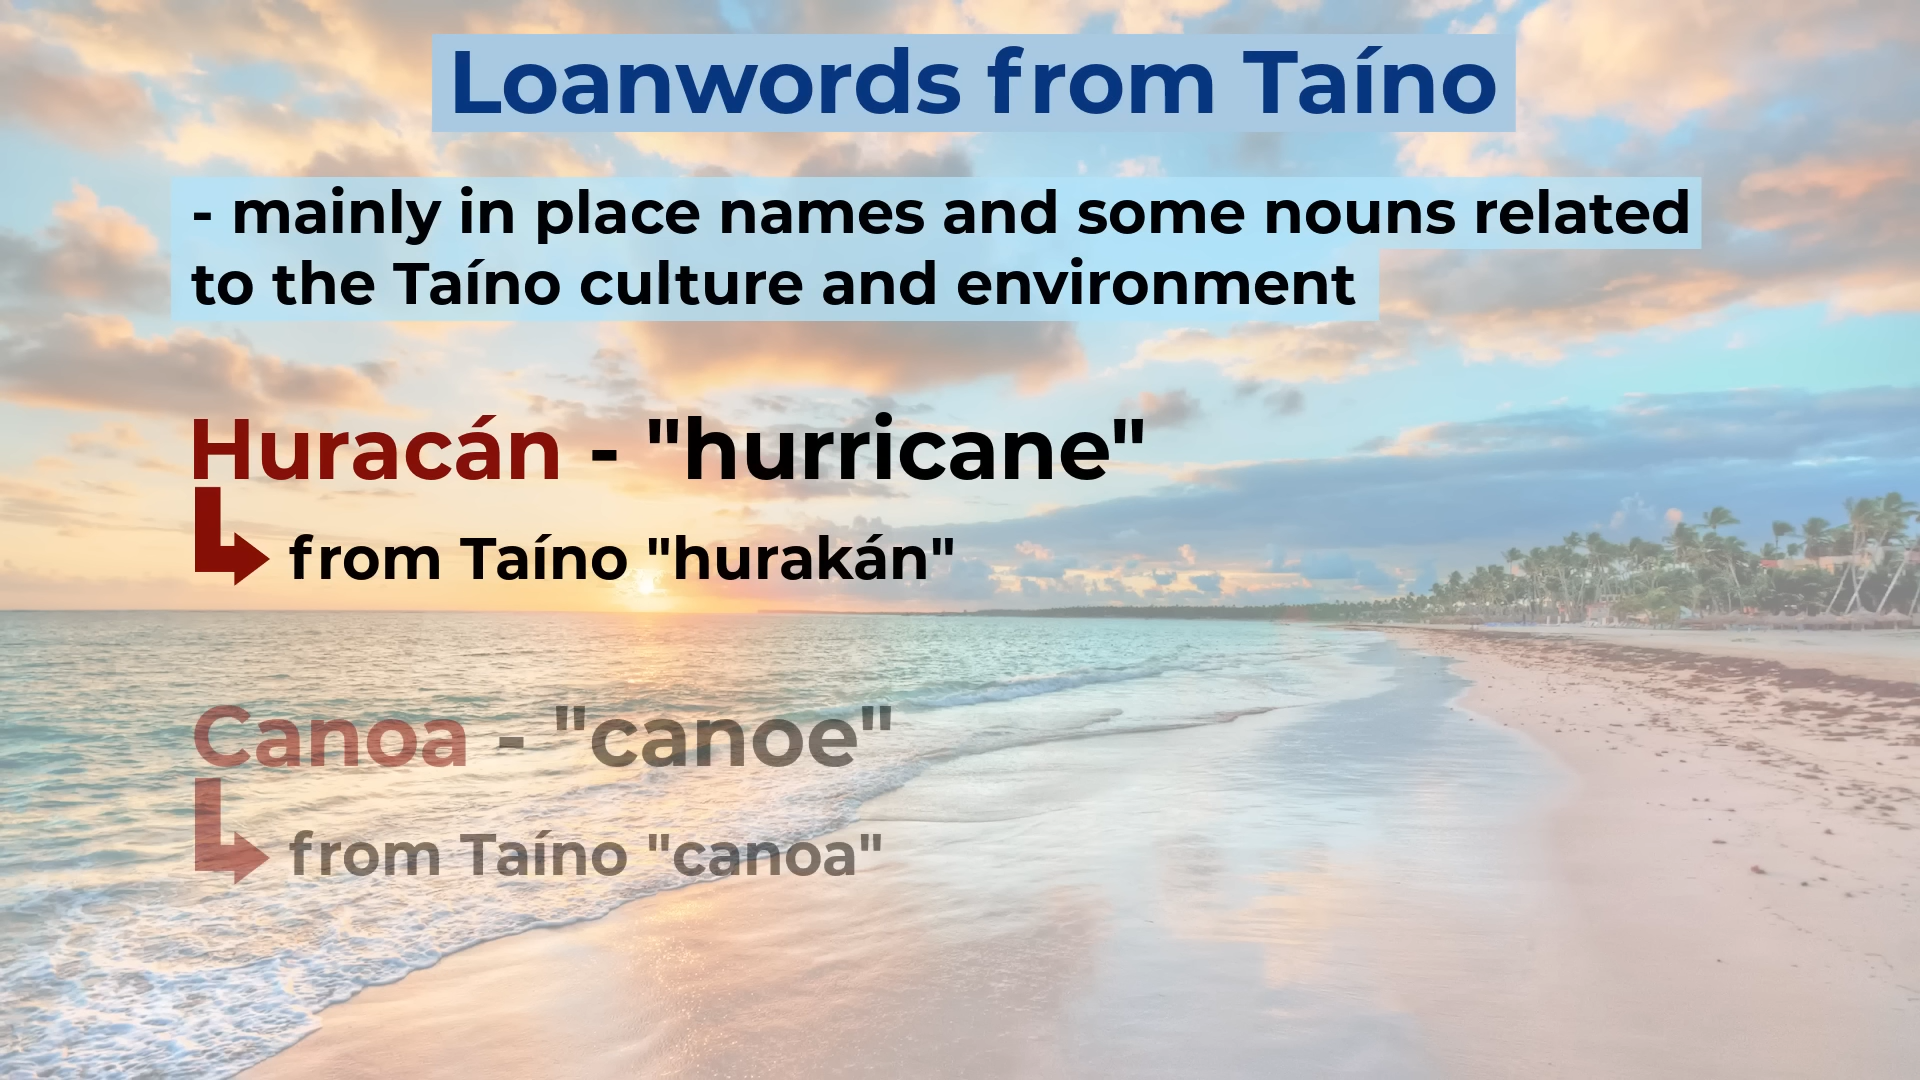 Loanwords from Taíno
- mainly in place names and some nouns related
to the Taíno culture and environment
Huracán - "hurricane"
from Taíno "hurakán"
Canoa - "canoe"
from Taíno "canoa"